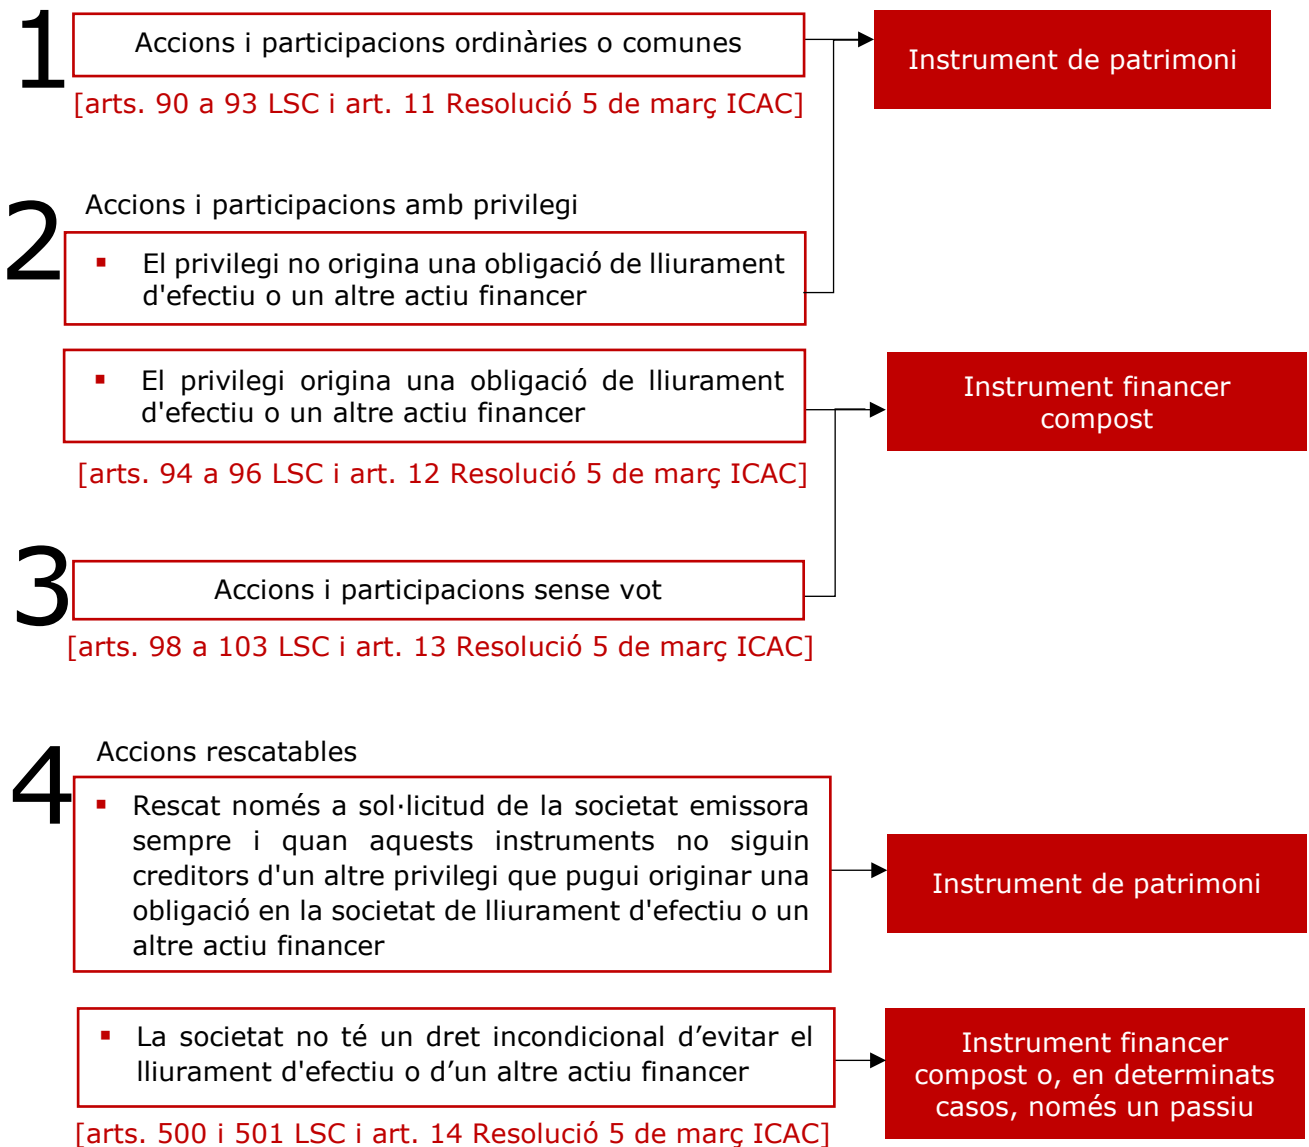 1
Accions i participacions ordinàries o comunes
Instrument de patrimoni
[arts. 90 a 93 LSC i art. 11 Resolució 5 de març ICAC]
2
Accions i participacions amb privilegi
▪ El privilegi no origina una obligació de lliurament
d'efectiu o un altre actiu financer
▪ El privilegi origina una obligació de lliurament
d'efectiu o un altre actiu financer
Instrument financer
compost
[arts. 94 a 96 LSC i art. 12 Resolució 5 de març ICAC]
3
Accions i participacions sense vot
[arts. 98 a 103 LSC i art. 13 Resolució 5 de març ICAC]
4
Accions rescatables
▪ Rescat només a sol·licitud de la societat emissora
sempre i quan aquests instruments no siguin
creditors d'un altre privilegi que pugui originar una
obligació en la societat de lliurament d'efectiu o un
altre actiu financer
Instrument de patrimoni
▪ La societat no té un dret incondicional d’evitar el
lliurament d'efectiu o d’un altre actiu financer
Instrument financer
compost o, en determinats
casos, només un passiu
[arts. 500 i 501 LSC i art. 14 Resolució 5 de març ICAC]